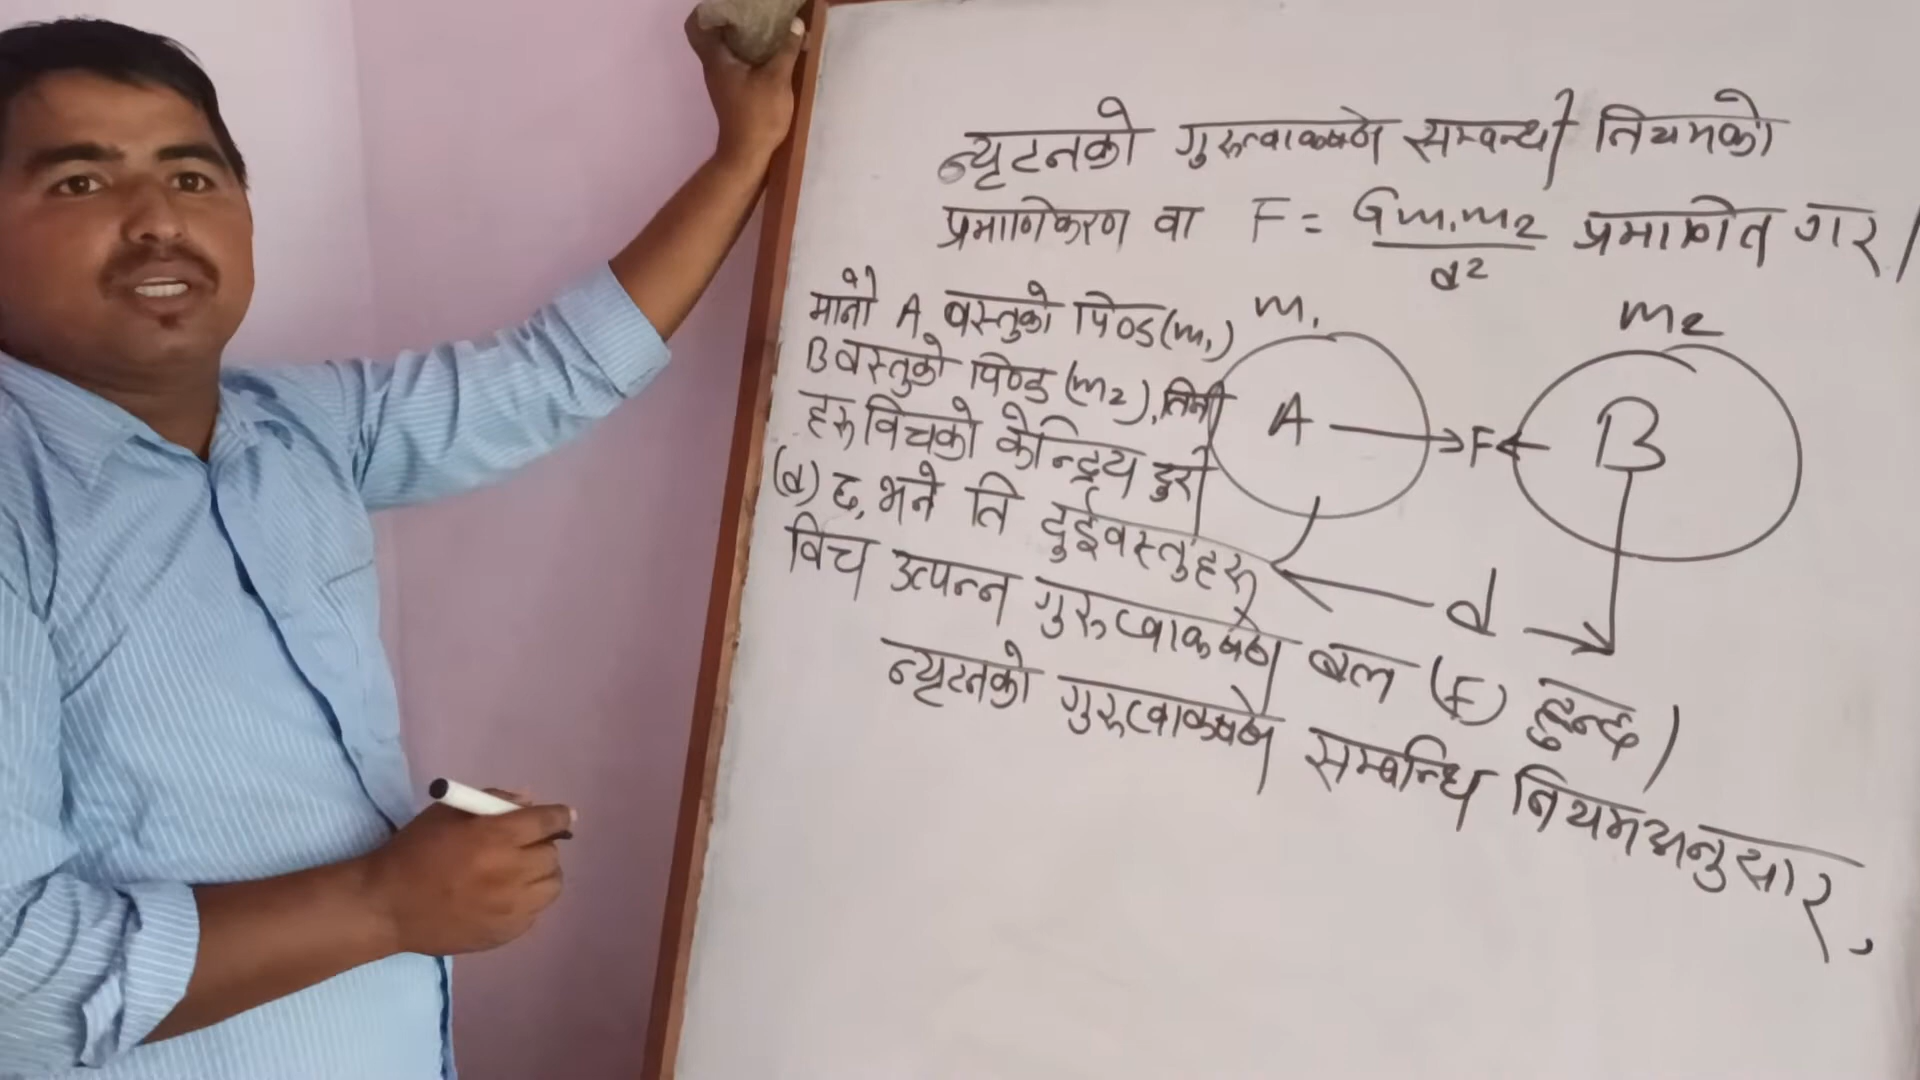 न्यूटनको गुरुत्वाकर्षण सम्बन्धी नियमको
प्रमाणिकरण वा F = Gm₁m₂/d² प्रमाणित गर।
मानौ A वस्तुको पिण्ड (m₁)
B वस्तुको पिण्ड (m₂), तिनी
हरु विचको केन्द्रिय दुरी
(d) छ, भने ति दुईवस्तुहरु
विच उत्पन्न गुरुत्वाकर्षण बल (F) हुन्छ।
न्यूटनको गुरुत्वाकर्षण सम्बन्धि नियमअनुसार,
m₁ m₂
A F B
d